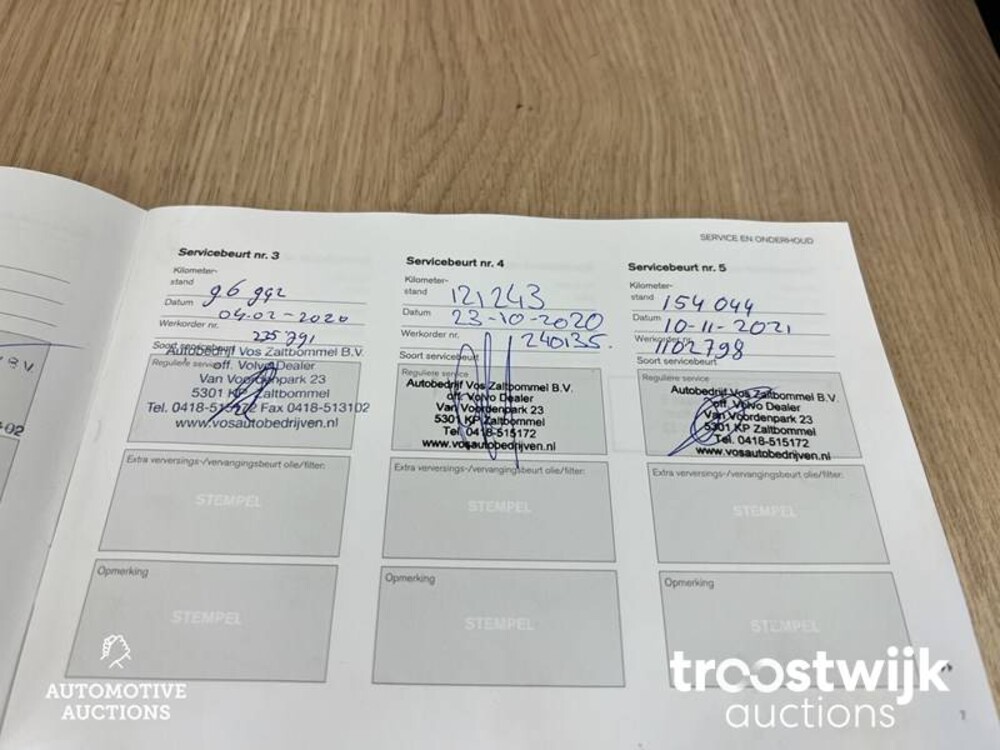 SERVICE EN ONDERHOUD
Servicebeurt nr. 3
Kilometer-
stand 96 992
Datum 04-02-2020
Werkorder nr. 225791
Soort servicebeurt
Reguliere service
Autobedrijf Vos Zaltbommel B.V.
off. Volvo Dealer
Van Voordenpark 23
5301 KP Zaltbommel
Tel. 0418-515172 Fax 0418-513102
www.vosautobedrijven.nl
Extra verversings-/vervangingsbeurt olie/filter:
STEMPEL
Opmerking
STEMPEL
Servicebeurt nr. 4
Kilometer-
stand 121243
Datum 23-10-2020
Werkorder nr. 240135.
Soort servicebeurt
Reguliere service
Autobedrijf Vos Zaltbommel B.V.
off. Volvo Dealer
Van Voordenpark 23
5301 KP Zaltbommel
Tel. 0418-515172
www.vosautobedrijven.nl
Extra verversings-/vervangingsbeurt olie/filter:
STEMPEL
Opmerking
STEMPEL
Servicebeurt nr. 5
Kilometer-
stand 154044
Datum 10-11-2021
Werkorder nr. 1102798
Soort servicebeurt
Reguliere service
Autobedrijf Vos Zaltbommel B.V.
off. Volvo Dealer
Van Voordenpark 23
5301 KP Zaltbommel
Tel. 0418-515172
www.vosautobedrijven.nl
Extra verversings-/vervangingsbeurt olie/filter:
STEMPEL
Opmerking
STEMPEL
AUTOMOTIVE
AUCTIONS
troostwijk
auctions